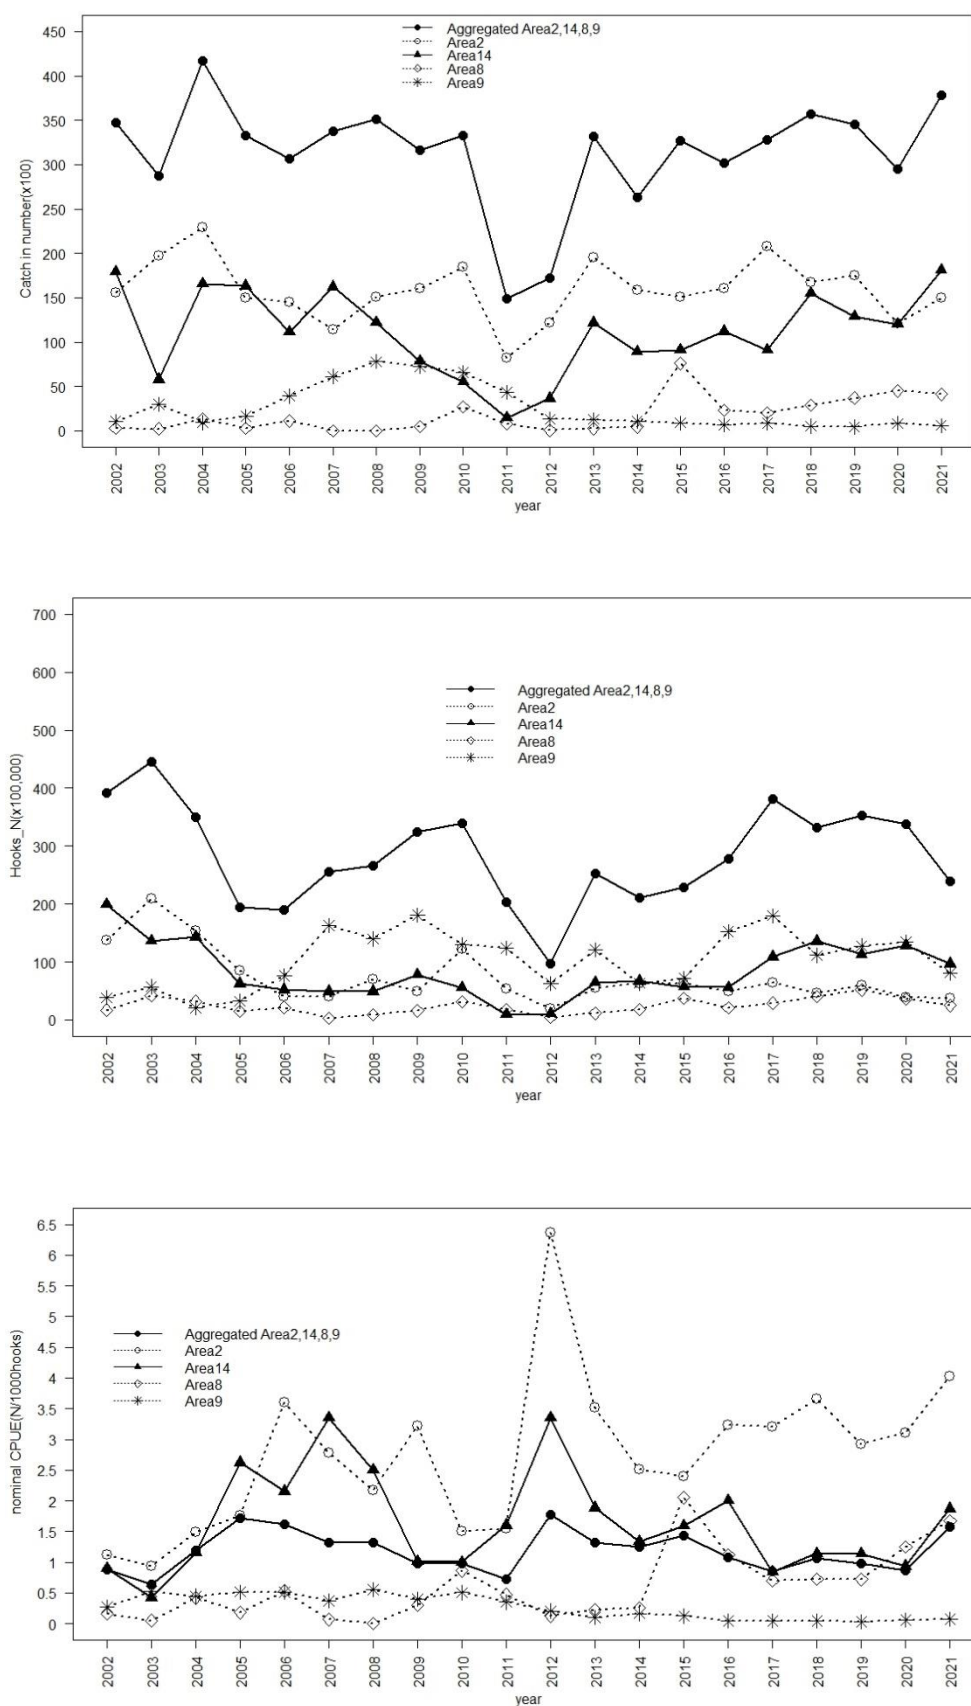 Aggregated Area2,14,8,9
Area2
Area14
Area8
Area9
450
400
350
300
250
200
150
100
50
0
Catch in number(x100)
2002 2003 2004 2005 2006 2007 2008 2009 2010 2011 2012 2013 2014 2015 2016 2017 2018 2019 2020 2021
year
700
600
500
400
300
200
100
0
Hooks_N(x100,000)
Aggregated Area2,14,8,9
Area2
Area14
Area8
Area9
2002 2003 2004 2005 2006 2007 2008 2009 2010 2011 2012 2013 2014 2015 2016 2017 2018 2019 2020 2021
year
6.5
6
5.5
5
4.5
4
3.5
3
2.5
2
1.5
1
0.5
0
nominal CPUE(N/1000hooks)
Aggregated Area2,14,8,9
Area2
Area14
Area8
Area9
2002 2003 2004 2005 2006 2007 2008 2009 2010 2011 2012 2013 2014 2015 2016 2017 2018 2019 2020 2021
year